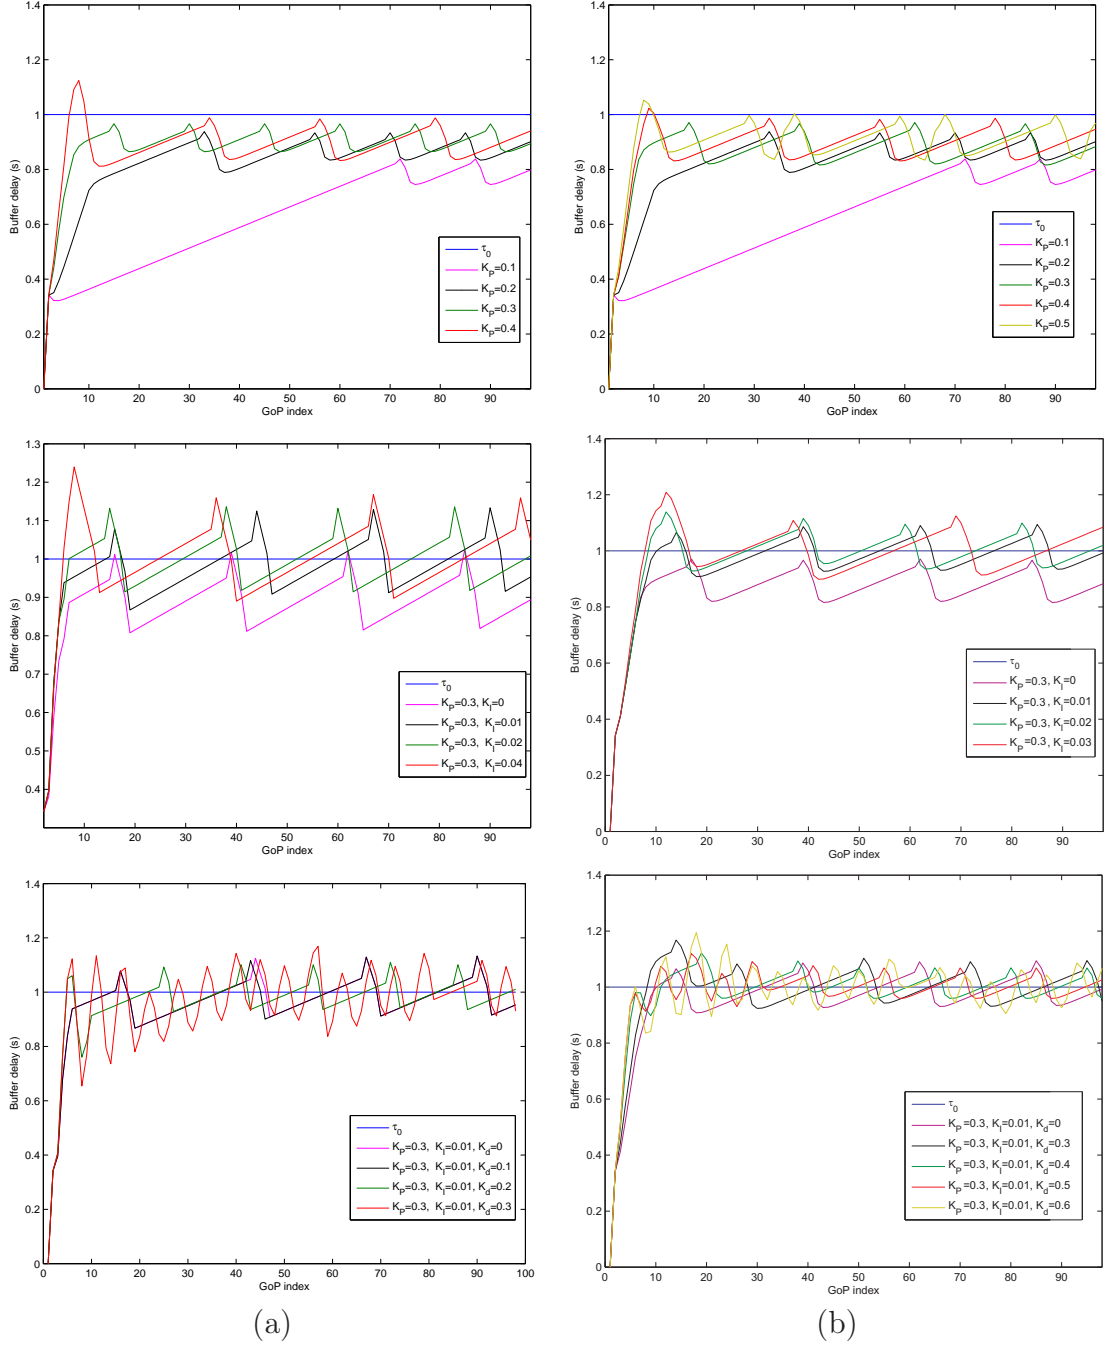 1.4
1.2
1
0.8
0.6
0.4
0.2
0
10 20 30 40 50 60 70 80 90
Buffer delay (s)
GoP index
τ0
KP=0.1
KP=0.2
KP=0.3
KP=0.4
1.4
1.2
1
0.8
0.6
0.4
0.2
0
10 20 30 40 50 60 70 80 90
Buffer delay (s)
GoP index
τ0
KP=0.1
KP=0.2
KP=0.3
KP=0.4
KP=0.5
1.3
1.2
1.1
1
0.9
0.8
0.7
0.6
0.5
0.4
10 20 30 40 50 60 70 80 90
Buffer delay (s)
GoP index
τ0
KP=0.3, KI=0
KP=0.3, KI=0.01
KP=0.3, KI=0.02
KP=0.3, KI=0.04
1.4
1.2
1
0.8
0.6
0.4
0.2
0
0 10 20 30 40 50 60 70 80 90
Buffer delay (s)
GoP index
τ0
KP=0.3, KI=0
KP=0.3, KI=0.01
KP=0.3, KI=0.02
KP=0.3, KI=0.03
1.4
1.2
1
0.8
0.6
0.4
0.2
0
0 10 20 30 40 50 60 70 80 90 100
Buffer delay (s)
GoP index
τ0
KP=0.3, KI=0.01, Kd=0
KP=0.3, KI=0.01, Kd=0.1
KP=0.3, KI=0.01, Kd=0.2
KP=0.3, KI=0.01, Kd=0.3
1.4
1.2
1
0.8
0.6
0.4
0.2
0
0 10 20 30 40 50 60 70 80 90
Buffer delay (s)
GoP index
τ0
KP=0.3, KI=0.01, Kd=0
KP=0.3, KI=0.01, Kd=0.3
KP=0.3, KI=0.01, Kd=0.4
KP=0.3, KI=0.01, Kd=0.5
KP=0.3, KI=0.01, Kd=0.6
(a)
(b)